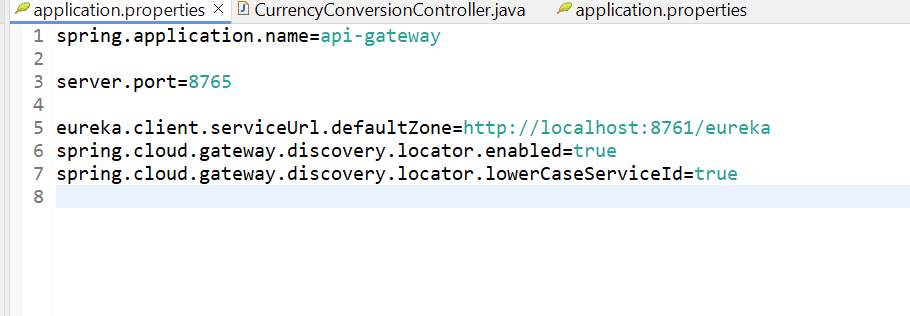 application.properties × CurrencyConversionController.java application.properties
1 spring.application.name=api-gateway
2
3 server.port=8765
4
5 eureka.client.serviceUrl.defaultZone=http://localhost:8761/eureka
6 spring.cloud.gateway.discovery.locator.enabled=true
7 spring.cloud.gateway.discovery.locator.lowerCaseServiceId=true
8